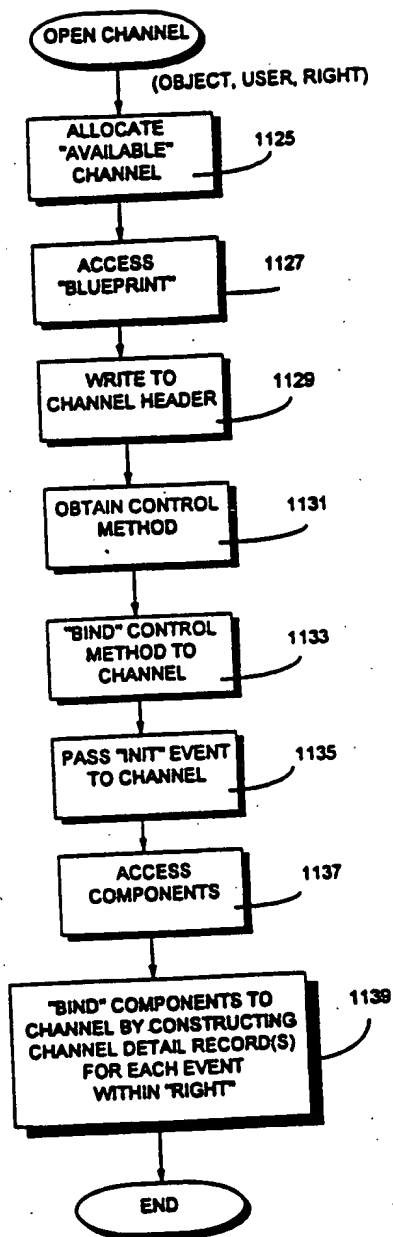 OPEN CHANNEL
(OBJECT, USER, RIGHT)
ALLOCATE
"AVAILABLE"
CHANNEL
1125
ACCESS
"BLUEPRINT"
1127
WRITE TO
CHANNEL HEADER
1129
OBTAIN CONTROL
METHOD
1131
"BIND" CONTROL
METHOD TO
CHANNEL
1133
PASS "INIT" EVENT
TO CHANNEL
1135
ACCESS
COMPONENTS
1137
"BIND" COMPONENTS TO
CHANNEL BY CONSTRUCTING
CHANNEL DETAIL RECORD(S)
FOR EACH EVENT
WITHIN "RIGHT"
1139
END